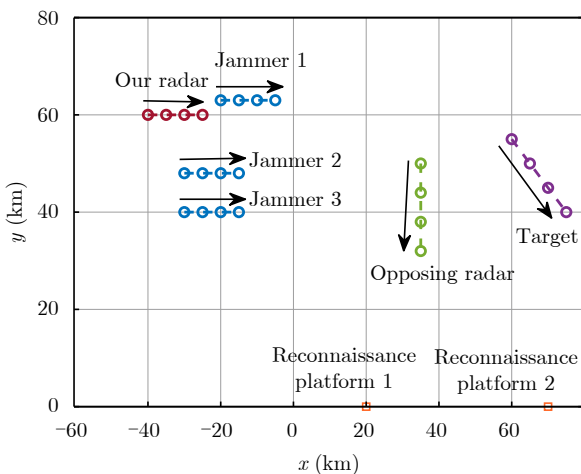 80
60
40
20
0
−60
−40
−20
0
20
40
60
80
y (km)
x (km)
Jammer 1
Our radar
Jammer 2
Jammer 3
Target
Opposing radar
Reconnaissance
platform 1
Reconnaissance
platform 2